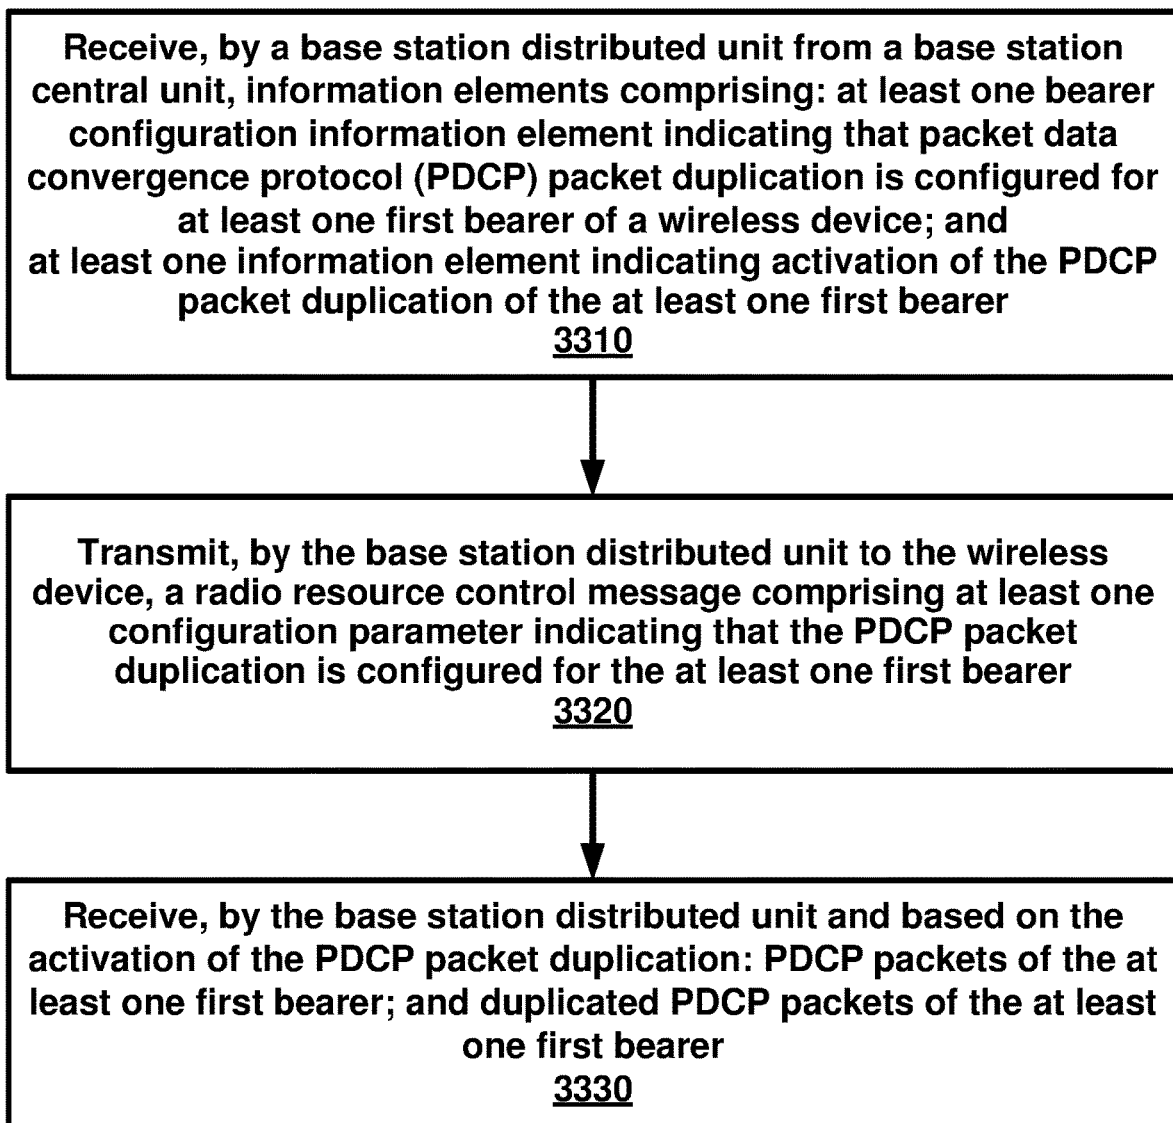 Receive, by a base station distributed unit from a base station
central unit, information elements comprising: at least one bearer
configuration information element indicating that packet data
convergence protocol (PDCP) packet duplication is configured for
at least one first bearer of a wireless device; and
at least one information element indicating activation of the PDCP
packet duplication of the at least one first bearer
3310
Transmit, by the base station distributed unit to the wireless
device, a radio resource control message comprising at least one
configuration parameter indicating that the PDCP packet
duplication is configured for the at least one first bearer
3320
Receive, by the base station distributed unit and based on the
activation of the PDCP packet duplication: PDCP packets of the at
least one first bearer; and duplicated PDCP packets of the at least
one first bearer
3330